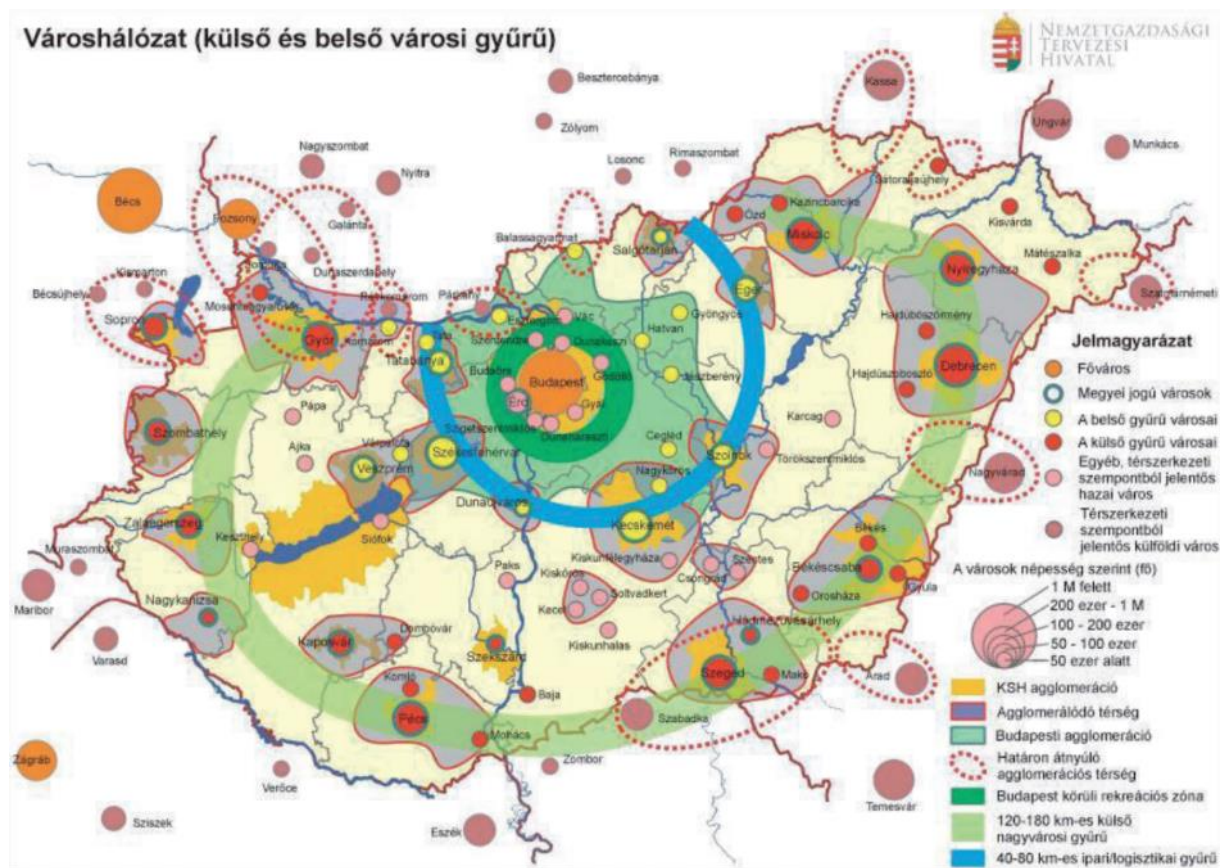 Városhálózat (külső és belső városi gyűrű)
NEMZETGAZDASÁGI
TERVEZÉSI
HIVATAL
Besztercebánya
Kassa
Zólyom
Ungvár
Munkács
Nagyszombat
Nyitra
Losonc
Rimaszombat
Sátoraljaújhely
Bécs
Pozsony
Galánta
Kazincbarcika
Ózd
Kisvárda
Balassagyarmat
Salgótarján
Miskolc
Kismarton
Dunaszerdahely
Mátészalka
Bécsújhely
Mosonmagyaróvár
Révkomárom
Párkány
Eger
Nyíregyháza
Szatmárnémeti
Sopron
Győr
Komárom
Esztergom
Vác
Gyöngyös
Hajdúböszörmény
Tata
Szentendre
Dunakeszi
Hatvan
Tatabánya
Budaörs
Budapest
Gödöllő
Jászberény
Debrecen
Hajdúszoboszló
Érd
Gyál
Pápa
Szigetszentmiklós
Dunaharaszti
Karcag
Szombathely
Ajka
Várpalota
Székesfehérvár
Cegléd
Veszprém
Szolnok
Törökszentmiklós
Nagyvárad
Nagykőrös
Dunaújváros
Zalaegerszeg
Keszthely
Siófok
Kecskemét
Békés
Muraszombat
Paks
Kiskunfélegyháza
Szentes
Csongrád
Békéscsaba
Gyula
Maribor
Kiskőrös
Soltvadkert
Orosháza
Nagykanizsa
Kecel
Kaposvár
Dombóvár
Kiskunhalas
Hódmezővásárhely
Varasd
Szekszárd
Szeged
Makó
Arad
Komló
Baja
Pécs
Szabadka
Mohács
Zágráb
Zombor
Verőce
Temesvár
Sziszek
Eszék
Jelmagyarázat
Főváros
Megyei jogú városok
A belső gyűrű városai
A külső gyűrű városai
Egyéb, térszerkezeti
szempontból jelentős
hazai város
Térszerkezeti
szempontból
jelentős külföldi város
A városok népesség szerint (fő)
1 M felett
200 ezer - 1 M
100 - 200 ezer
50 - 100 ezer
50 ezer alatt
KSH agglomeráció
Agglomerálódó térség
Budapesti agglomeráció
Határon átnyúló
agglomerációs térség
Budapest körüli rekreációs zóna
120-180 km-es külső
nagyvárosi gyűrű
40-80 km-es ipari/logisztikai gyűrű